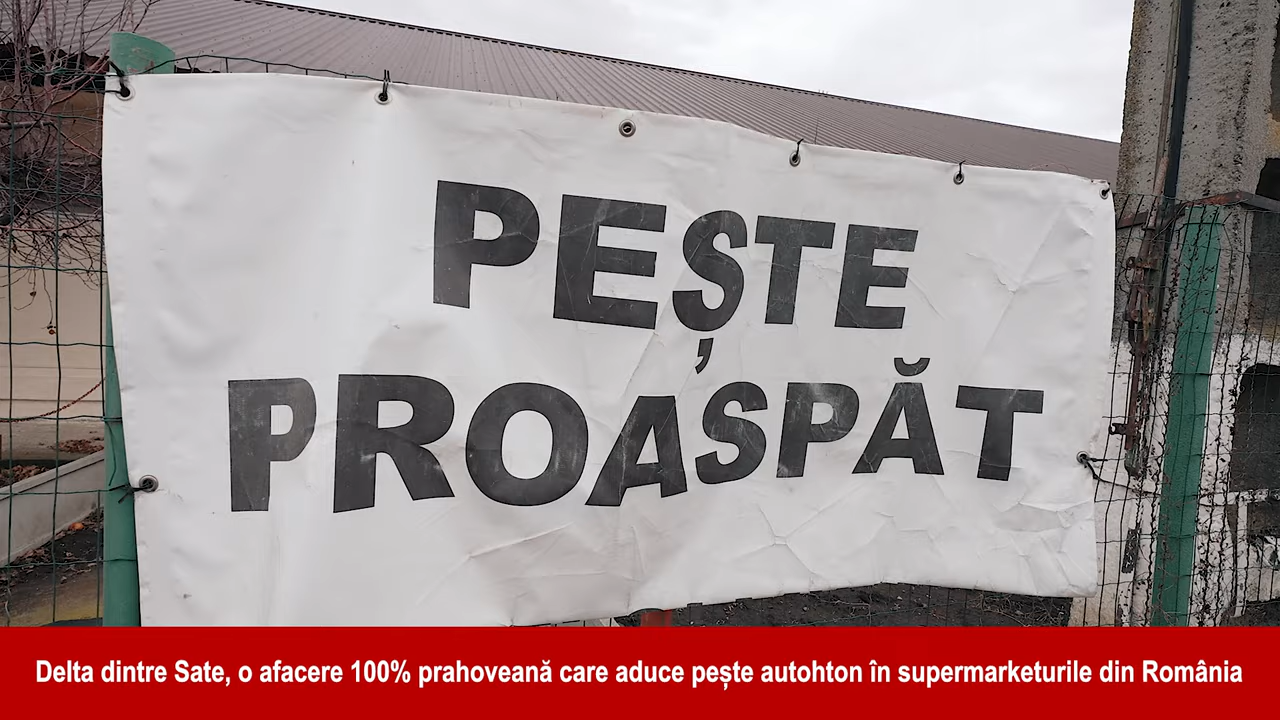 PEȘTE
PROASPĂT
Delta dintre Sate, o afacere 100% prahoveană care aduce pește autohton în supermarketurile din România